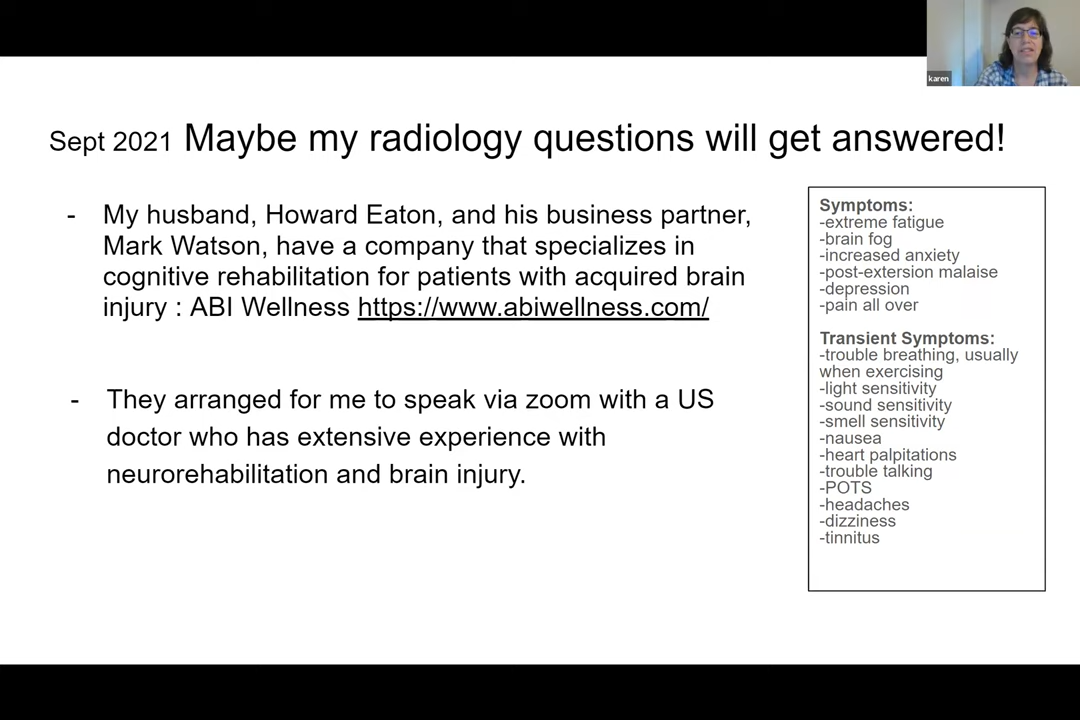 karen
Sept 2021 Maybe my radiology questions will get answered!
- My husband, Howard Eaton, and his business partner,
Mark Watson, have a company that specializes in
cognitive rehabilitation for patients with acquired brain
injury : ABI Wellness https://www.abiwellness.com/
- They arranged for me to speak via zoom with a US
doctor who has extensive experience with
neurorehabilitation and brain injury.
Symptoms:
-extreme fatigue
-brain fog
-increased anxiety
-post-extersion malaise
-depression
-pain all over
Transient Symptoms:
-trouble breathing, usually
when exercising
-light sensitivity
-sound sensitivity
-smell sensitivity
-nausea
-heart palpitations
-trouble talking
-POTS
-headaches
-dizziness
-tinnitus